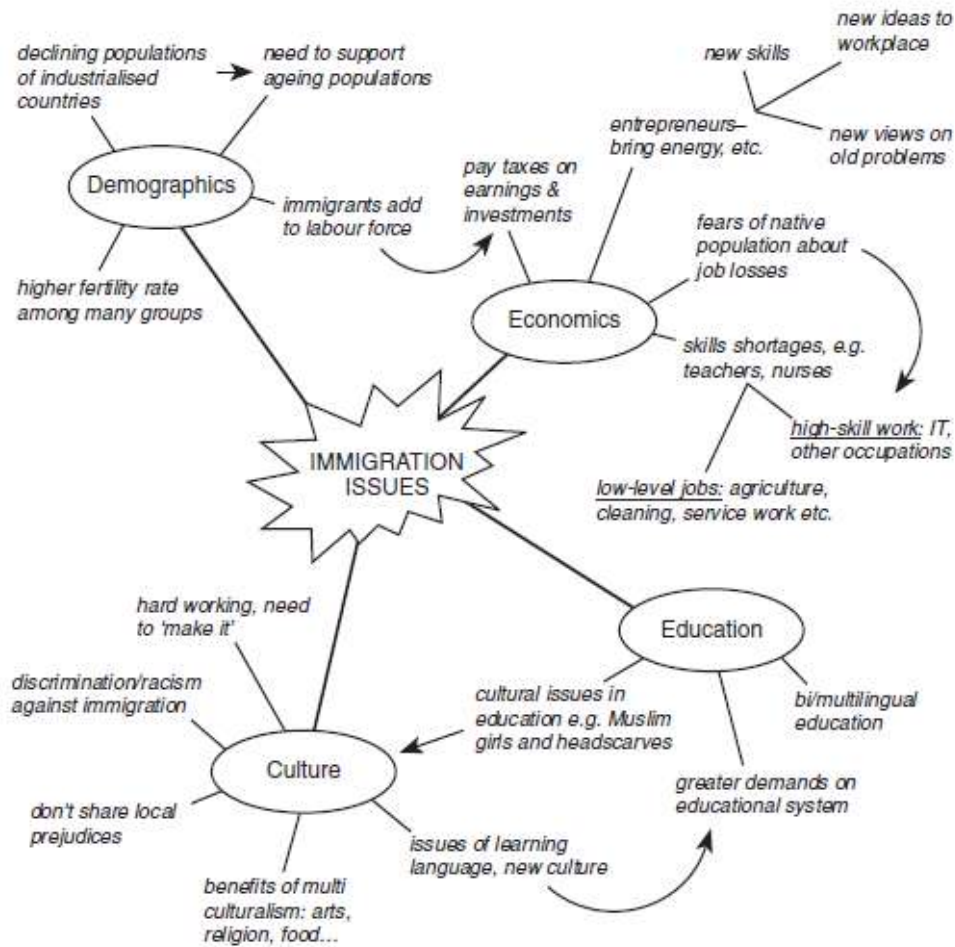 declining populations
of industrialised
countries
need to support
ageing populations
Demographics
immigrants add
to labour force
higher fertility rate
among many groups
new skills
new ideas to
workplace
new views on
old problems
entrepreneurs–
bring energy, etc.
pay taxes on
earnings &
investments
fears of native
population about
job losses
Economics
skills shortages, e.g.
teachers, nurses
high-skill work: IT,
other occupations
low-level jobs: agriculture,
cleaning, service work etc.
IMMIGRATION
ISSUES
Education
cultural issues in
education e.g. Muslim
girls and headscarves
bi/multilingual
education
greater demands on
educational system
hard working, need
to 'make it'
discrimination/racism
against immigration
Culture
don't share local
prejudices
issues of learning
language, new culture
benefits of multi
culturalism: arts,
religion, food...